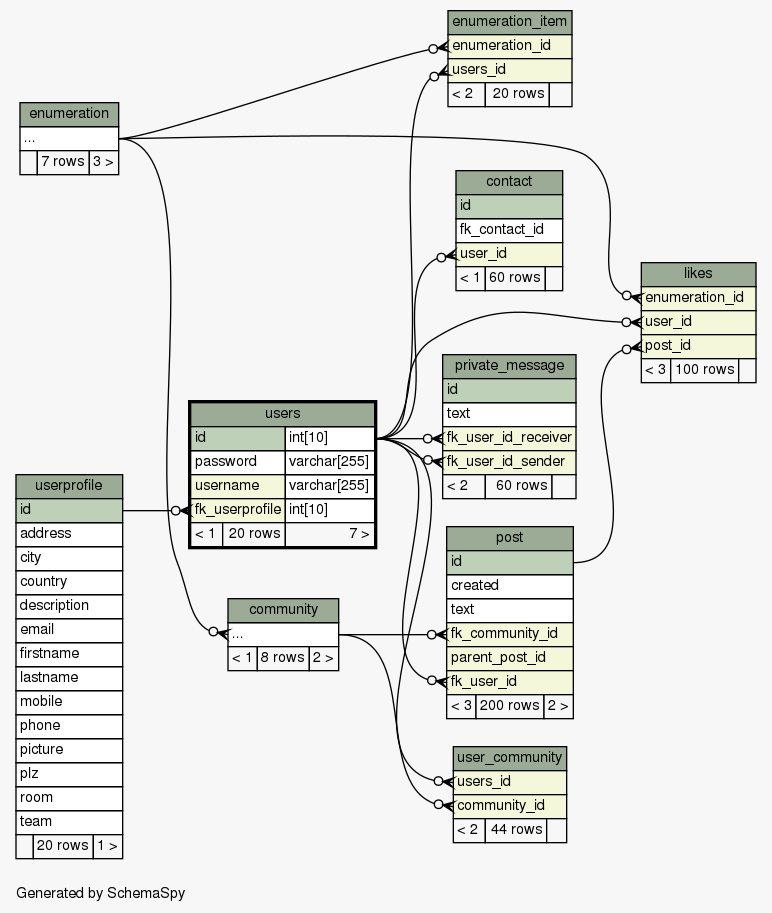 enumeration_item
enumeration_id
users_id
< 2 20 rows
enumeration
...
7 rows 3 >
contact
id
fk_contact_id
user_id
< 1 60 rows
likes
enumeration_id
user_id
post_id
< 3 100 rows
private_message
id
text
fk_user_id_receiver
fk_user_id_sender
< 2 60 rows
users
id int[10]
password varchar[255]
username varchar[255]
fk_userprofile int[10]
< 1 20 rows 7 >
userprofile
id
address
city
country
description
email
firstname
lastname
mobile
phone
picture
plz
room
team
20 rows 1 >
post
id
created
text
fk_community_id
parent_post_id
fk_user_id
< 3 200 rows 2 >
community
...
< 1 8 rows 2 >
user_community
users_id
community_id
< 2 44 rows
Generated by SchemaSpy